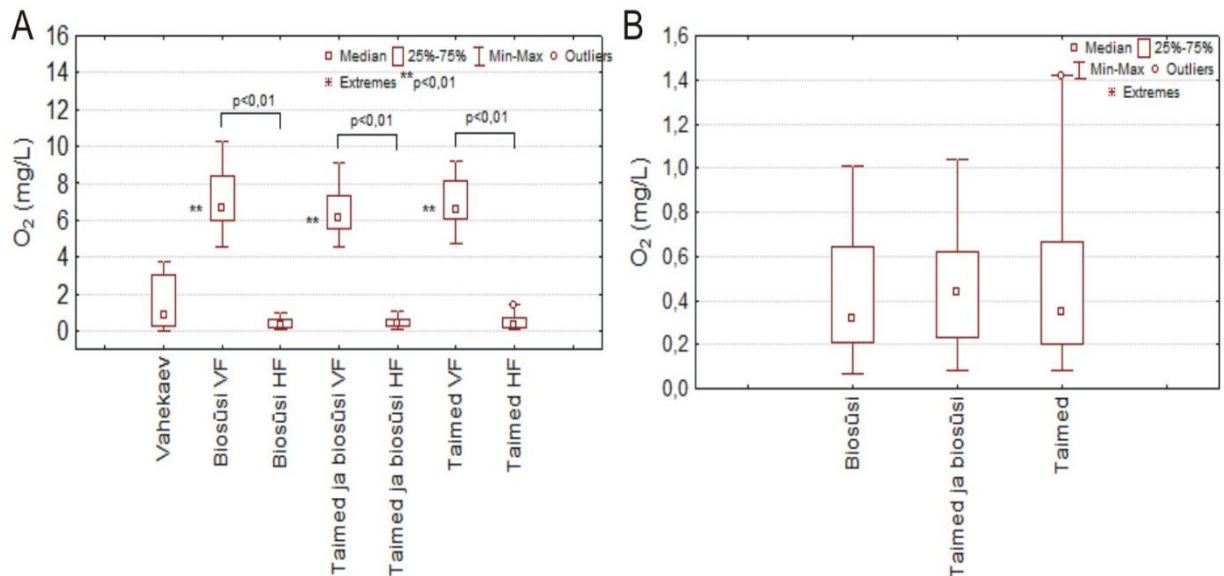 A
16
14
12
10
8
6
4
2
0
O₂ (mg/L)
Median 25%-75% Min-Max Outliers
Extremes **p<0,01
p<0,01
p<0,01
p<0,01
**
**
**
Vahekaev
Biosüsi VF
Biosüsi HF
Taimed ja biosüsi VF
Taimed ja biosüsi HF
Taimed VF
Taimed HF
B
1,6
1,4
1,2
1,0
0,8
0,6
0,4
0,2
0,0
O₂ (mg/L)
Median 25%-75%
Min-Max Outliers
Extremes
Biosüsi
Taimed ja biosüsi
Taimed